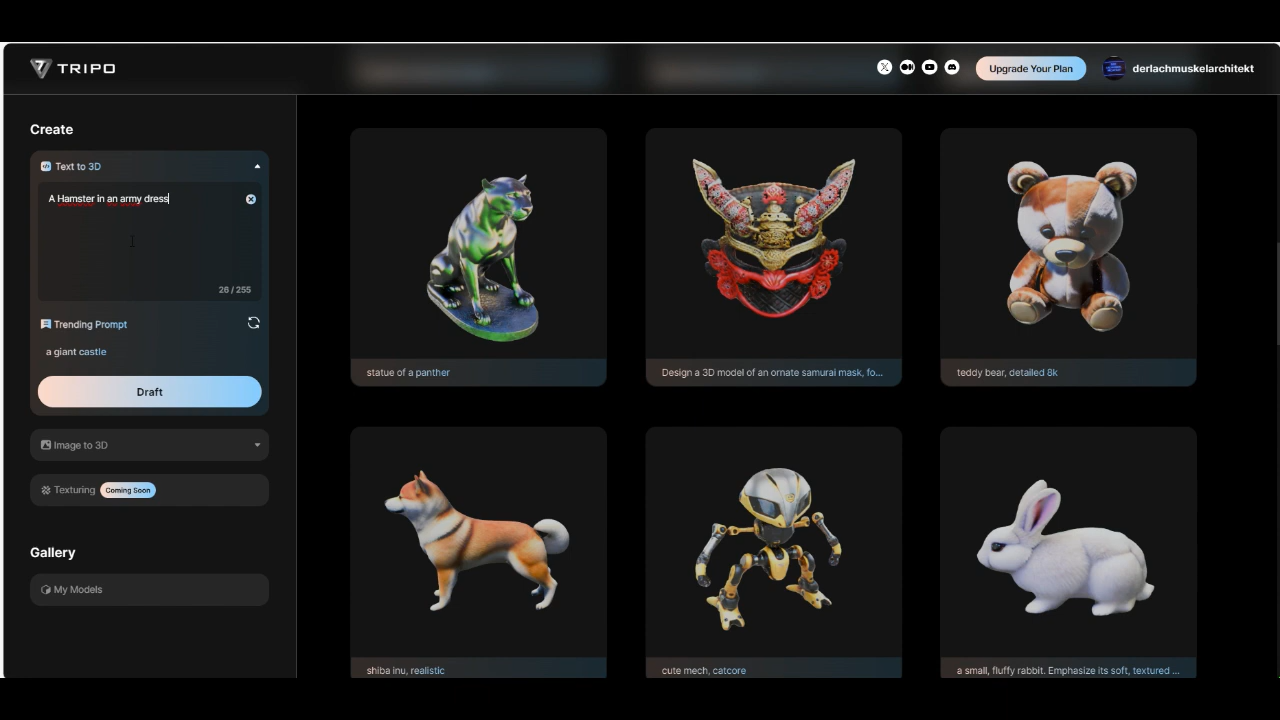 TRIPO
Upgrade Your Plan
derlachmuskelarchitekt
Create
Text to 3D
A Hamster in an army dress
26 / 255
Trending Prompt
a giant castle
Draft
Image to 3D
Texturing
Coming Soon
Gallery
My Models
statue of a panther
Design a 3D model of an ornate samurai mask, fo...
teddy bear, detailed 8k
shiba inu, realistic
cute mech, catcore
a small, fluffy rabbit. Emphasize its soft, textured ...